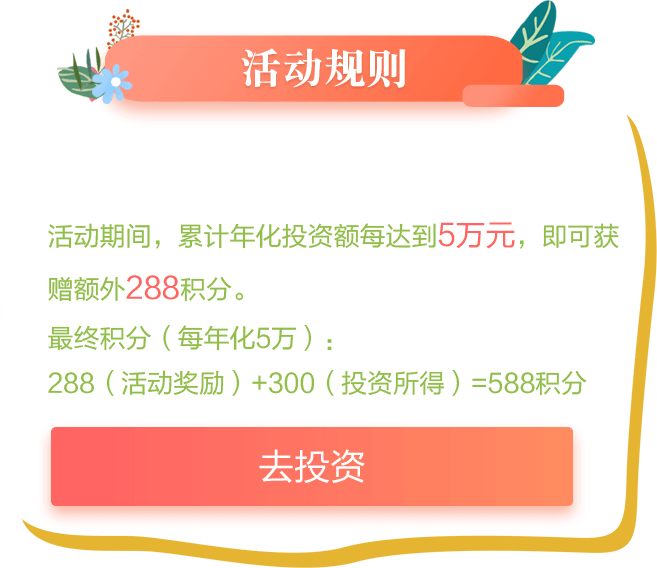 活动规则
活动期间，累计年化投资额每达到5万元，即可获
赠额外288积分。
最终积分（每年化5万）：
288（活动奖励）+300（投资所得）=588积分
去投资